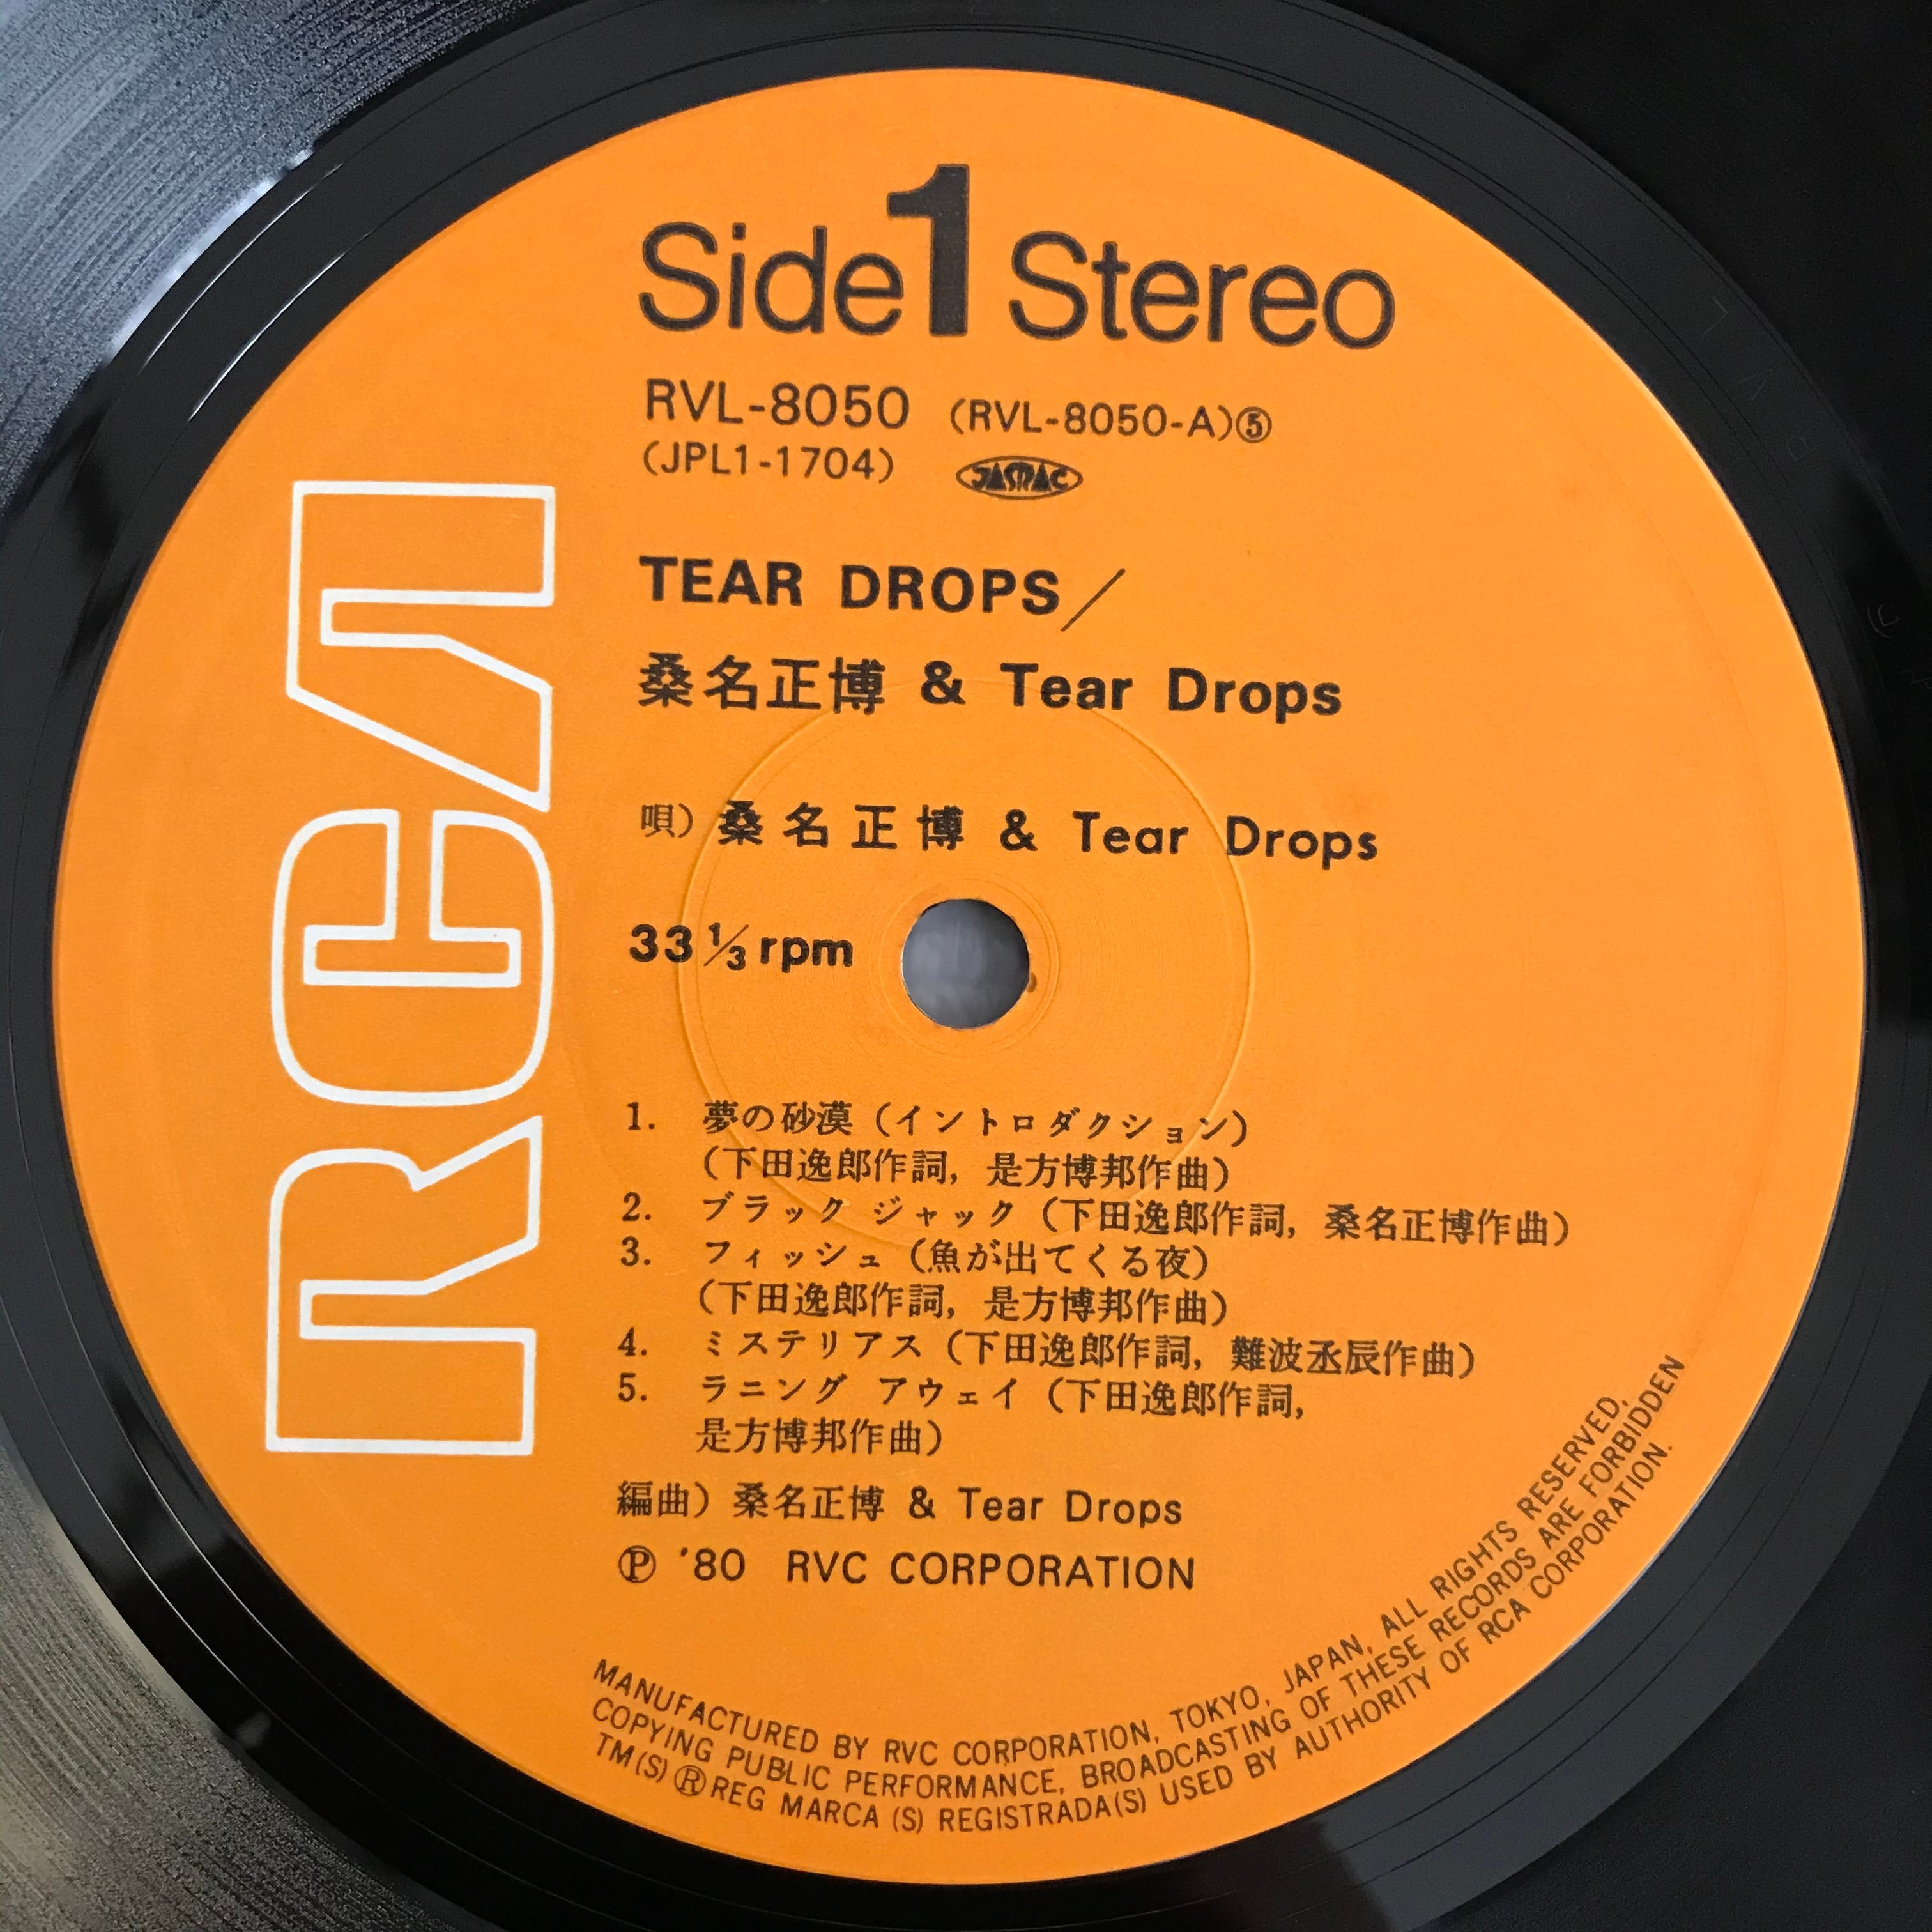 Side 1 Stereo
RVL-8050 (RVL-8050-A)⑤
(JPL1-1704) JASRAC
TEAR DROPS／
桑名正博 & Tear Drops
唄）桑名正博 & Tear Drops
33 1/3 rpm
1. 夢の砂漠（イントロダクション）
（下田逸郎作詞，是方博邦作曲）
2. ブラック ジャック（下田逸郎作詞，桑名正博作曲）
3. フィッシュ（魚が出てくる夜）
（下田逸郎作詞，是方博邦作曲）
4. ミステリアス（下田逸郎作詞，難波丞辰作曲）
5. ラニング アウェイ（下田逸郎作詞，
是方博邦作曲）
編曲）桑名正博 & Tear Drops
Ⓟ '80 RVC CORPORATION
RCA
MANUFACTURED BY RVC CORPORATION, TOKYO, JAPAN, ALL RIGHTS RESERVED,
COPYING PUBLIC PERFORMANCE, BROADCASTING OF THESE RECORDS ARE FORBIDDEN
TM(S) ® REG MARCA (S) REGISTRADA(S) USED BY AUTHORITY OF RCA CORPORATION.